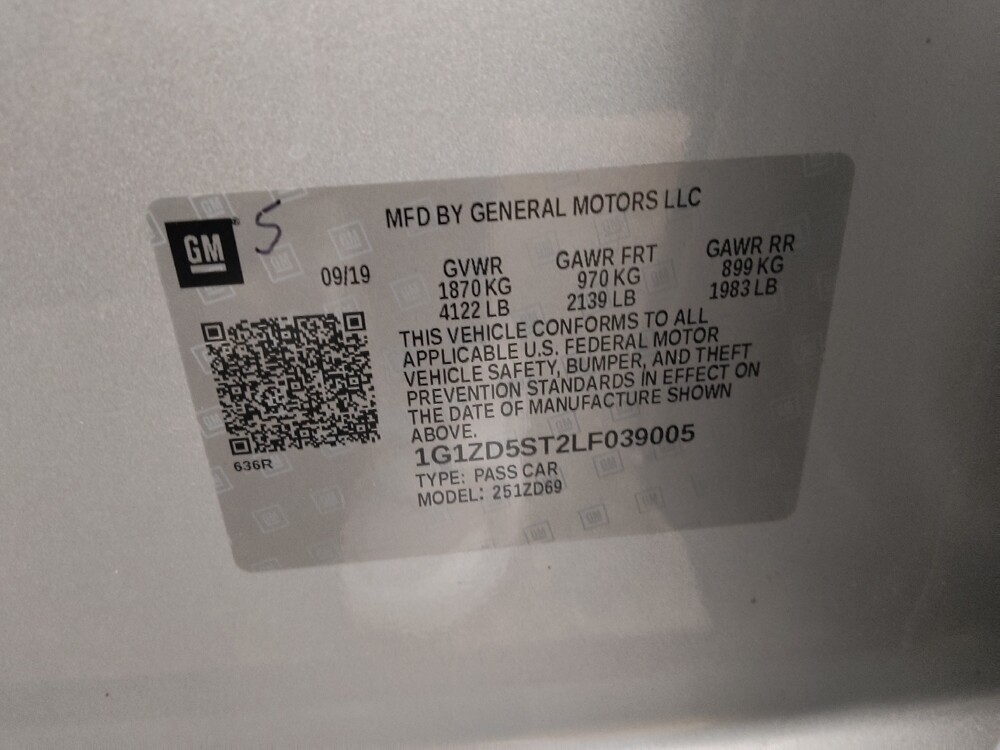 GM
5
MFD BY GENERAL MOTORS LLC
09/19
GVWR
1870 KG
4122 LB
GAWR FRT
970 KG
2139 LB
GAWR RR
899 KG
1983 LB
THIS VEHICLE CONFORMS TO ALL
APPLICABLE U.S. FEDERAL MOTOR
VEHICLE SAFETY, BUMPER, AND THEFT
PREVENTION STANDARDS IN EFFECT ON
THE DATE OF MANUFACTURE SHOWN
ABOVE.
1G1ZD5ST2LF039005
TYPE: PASS CAR
MODEL: 251ZD69
636R